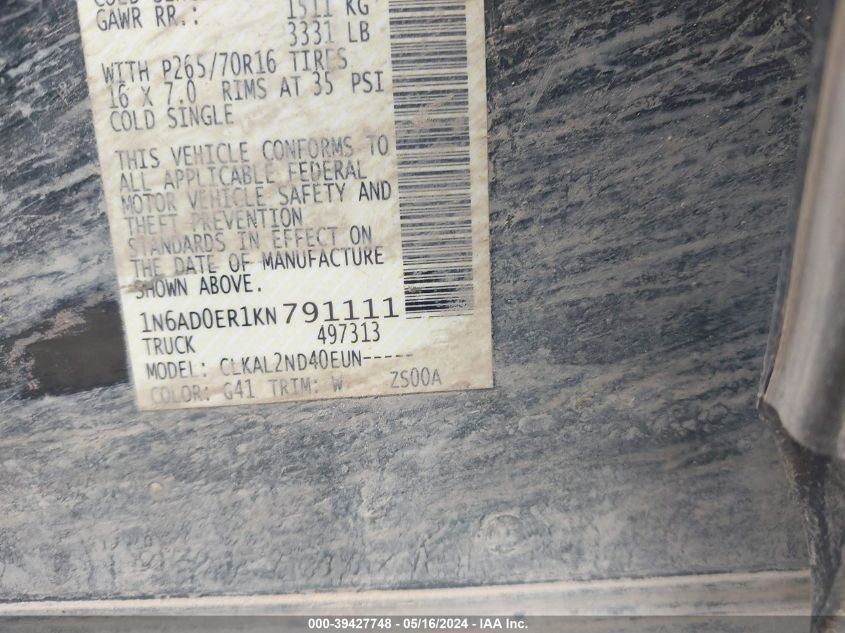 GAWR RR.: 1511 KG
3331 LB
WITH P265/70R16 TIRES
16 X 7.0 RIMS AT 35 PSI
COLD SINGLE
THIS VEHICLE CONFORMS TO
ALL APPLICABLE FEDERAL
MOTOR VEHICLE SAFETY AND
THEFT PREVENTION
STANDARDS IN EFFECT ON
THE DATE OF MANUFACTURE
SHOWN ABOVE.
1N6AD0ER1KN791111
TRUCK 497313
MODEL: CLKAL2ND40EUN-----
COLOR: G41 TRIM: W ZS00A
000-39427748 - 05/16/2024 - IAA Inc.